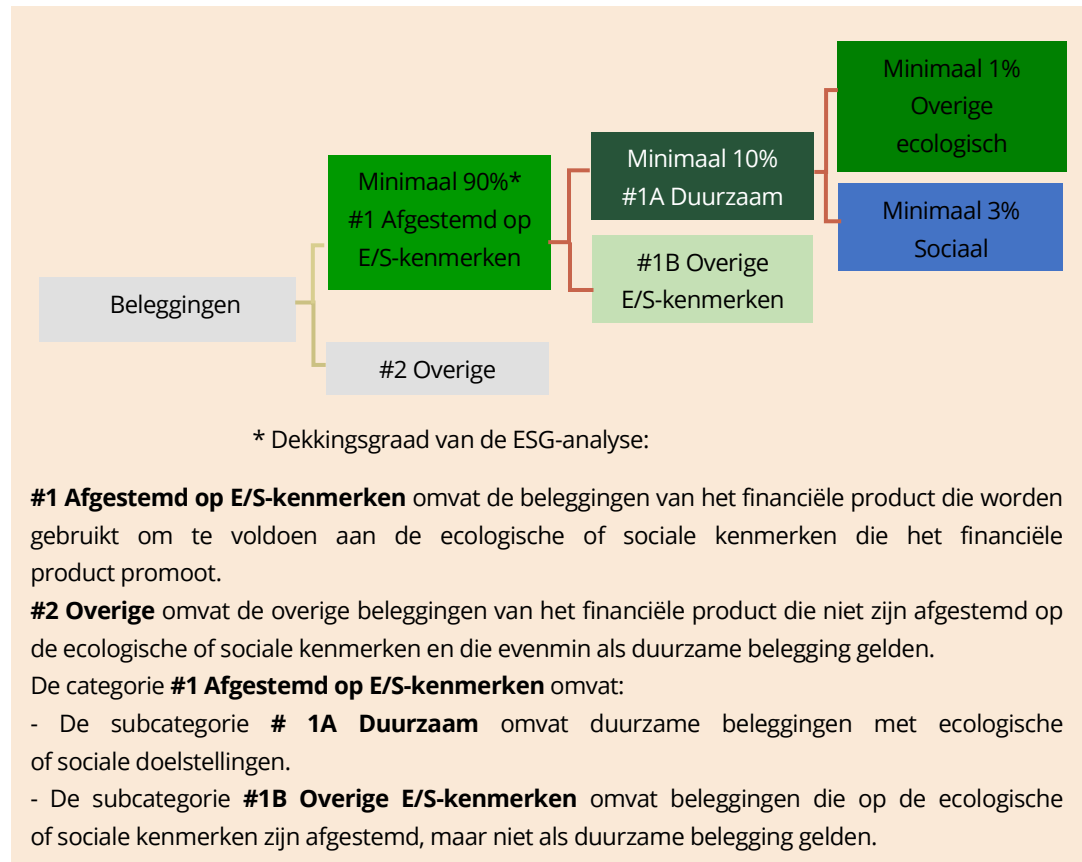 Beleggingen
Minimaal 90%*
#1 Afgestemd op
E/S-kenmerken
#2 Overige
Minimaal 10%
#1A Duurzaam
#1B Overige
E/S-kenmerken
Minimaal 1%
Overige
ecologisch
Minimaal 3%
Sociaal
* Dekkingsgraad van de ESG-analyse:
#1 Afgestemd op E/S-kenmerken omvat de beleggingen van het financiële product die worden
gebruikt om te voldoen aan de ecologische of sociale kenmerken die het financiële
product promoot.
#2 Overige omvat de overige beleggingen van het financiële product die niet zijn afgestemd op
de ecologische of sociale kenmerken en die evenmin als duurzame belegging gelden.
De categorie #1 Afgestemd op E/S-kenmerken omvat:
- De subcategorie # 1A Duurzaam omvat duurzame beleggingen met ecologische
of sociale doelstellingen.
- De subcategorie #1B Overige E/S-kenmerken omvat beleggingen die op de ecologische
of sociale kenmerken zijn afgestemd, maar niet als duurzame belegging gelden.